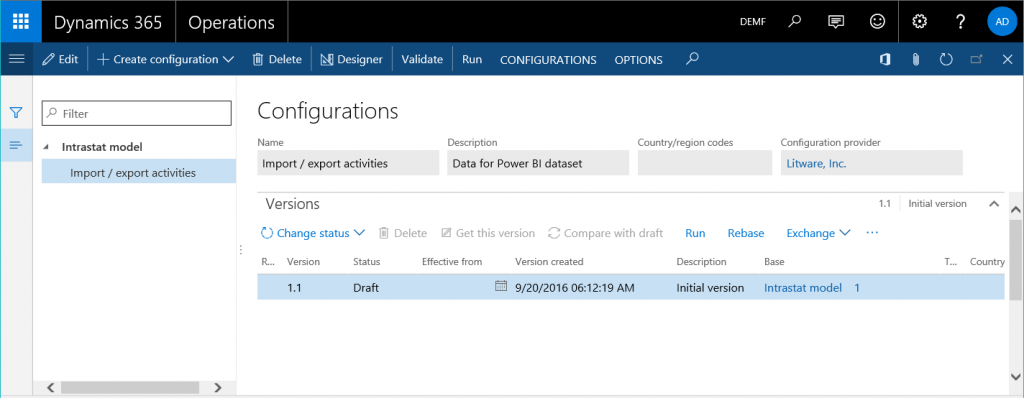 Dynamics 365 Operations DEMF ? AD
Edit Create configuration Delete Designer Validate Run CONFIGURATIONS OPTIONS
Filter
Intrastat model
Import / export activities
Configurations
Name Description Country/region codes Configuration provider
Import / export activities Data for Power BI dataset Litware, Inc.
Versions 1.1 Initial version
Change status Delete Get this version Compare with draft Run Rebase Exchange ...
R... Version Status Effective from Version created Description Base T... Country
1.1 Draft 9/20/2016 06:12:19 AM Initial version Intrastat model 1